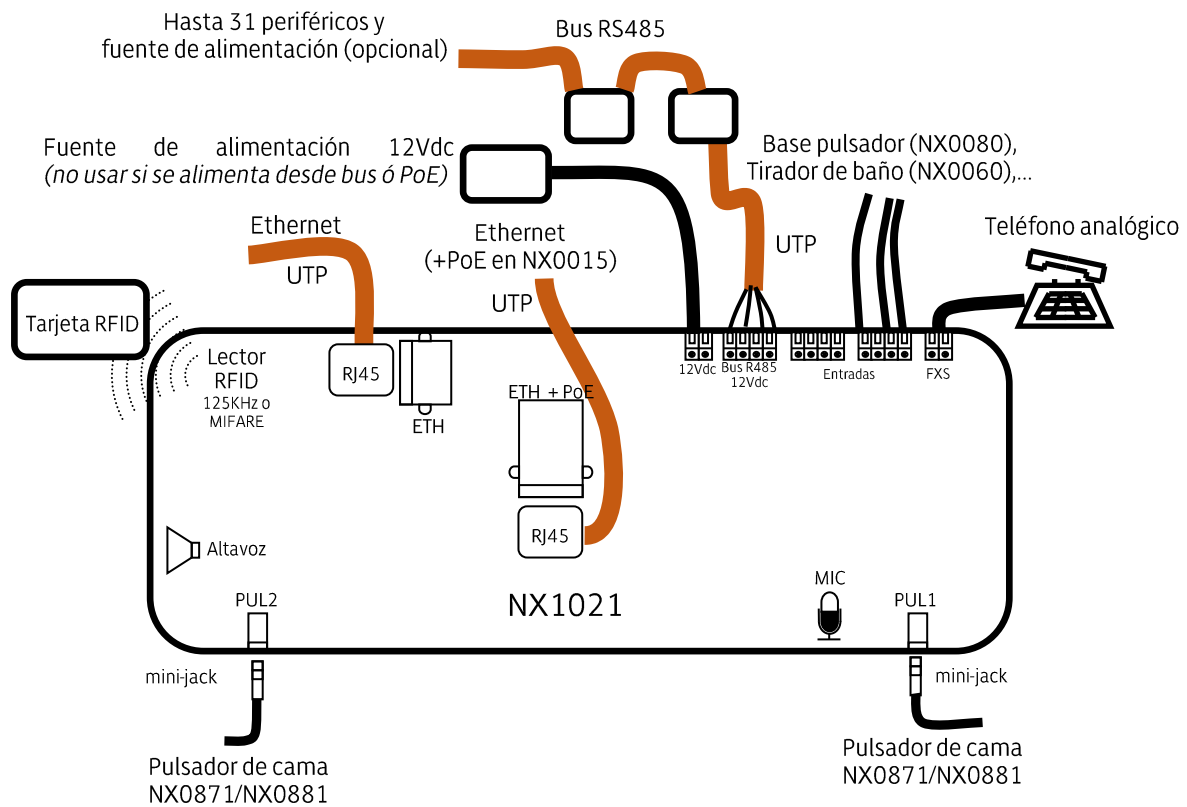 Hasta 31 periféricos y
fuente de alimentación (opcional)
Bus RS485
Fuente de alimentación 12Vdc
(no usar si se alimenta desde bus ó PoE)
Base pulsador (NX0080),
Tirador de baño (NX0060),...
Ethernet
UTP
Ethernet
(+PoE en NX0015)
UTP
UTP
Teléfono analógico
Tarjeta RFID
Lector
RFID
125KHz o
MIFARE
RJ45
ETH
ETH + PoE
RJ45
12Vdc
Bus R485
12Vdc
Entradas
FXS
Altavoz
NX1021
MIC
PUL2
PUL1
mini-jack
mini-jack
Pulsador de cama
NX0871/NX0881
Pulsador de cama
NX0871/NX0881